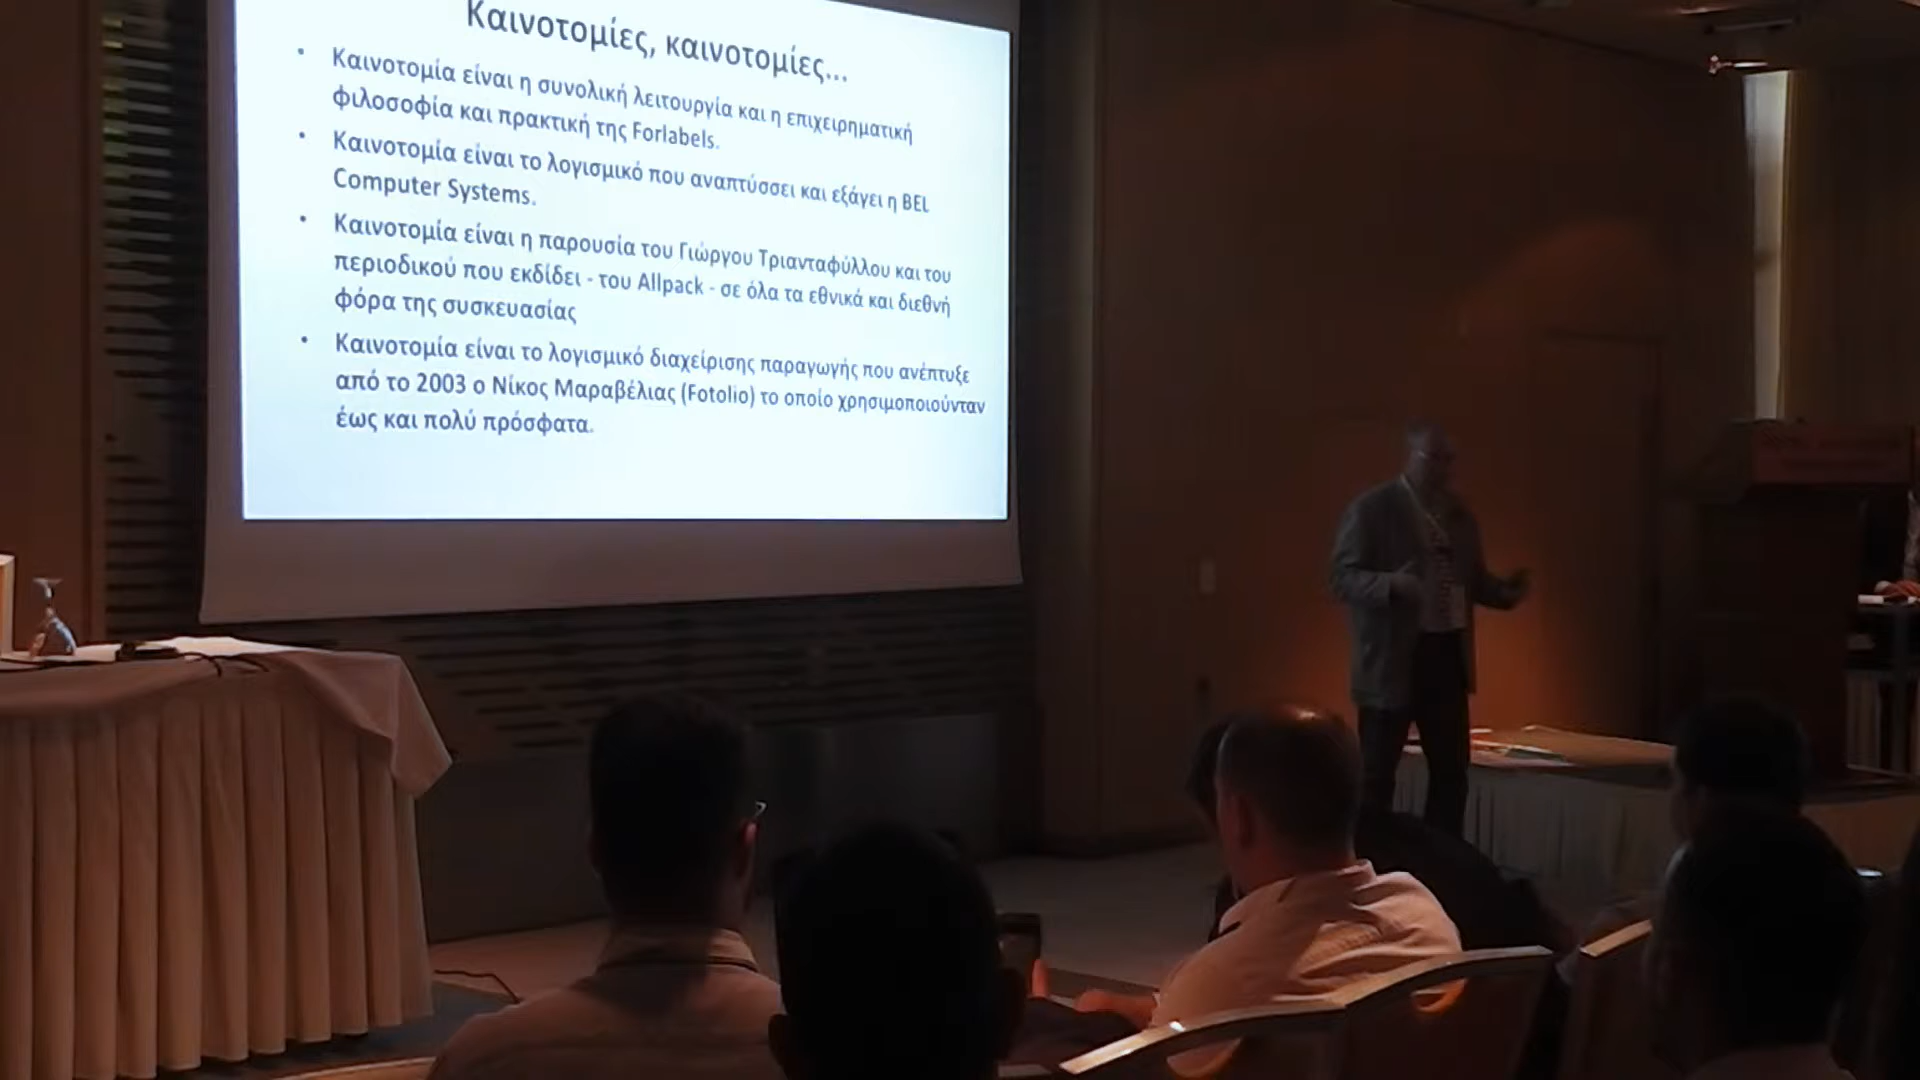 Καινοτομίες, καινοτομίες...
• Καινοτομία είναι η συνολική λειτουργία και η επιχειρηματική
φιλοσοφία και πρακτική της Forlabels.
• Καινοτομία είναι το λογισμικό που αναπτύσσει και εξάγει η BEL
Computer Systems.
• Καινοτομία είναι η παρουσία του Γιώργου Τριανταφύλλου και του
περιοδικού που εκδίδει - του Allpack - σε όλα τα εθνικά και διεθνή
φόρα της συσκευασίας
• Καινοτομία είναι το λογισμικό διαχείρισης παραγωγής που ανέπτυξε
από το 2003 ο Νίκος Μαραβέλιας (Fotolio) το οποίο χρησιμοποιούνταν
έως και πολύ πρόσφατα.